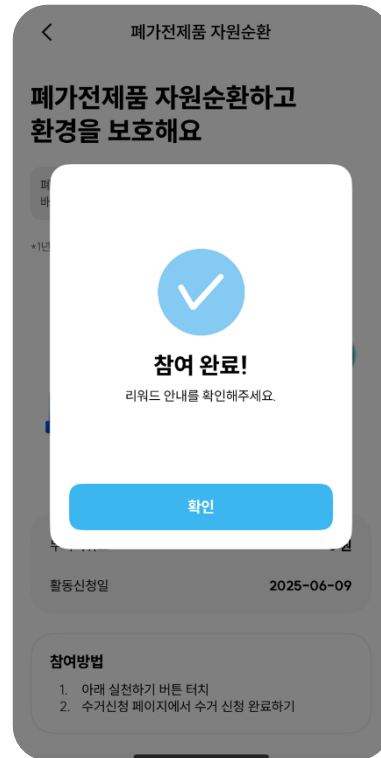 폐가전제품 자원순환
폐가전제품 자원순환하고
환경을 보호해요
*1년
참여 완료!
리워드 안내를 확인해주세요.
확인
활동신청일 2025-06-09
참여방법
1. 아래 실천하기 버튼 터치
2. 수거신청 페이지에서 수거 신청 완료하기